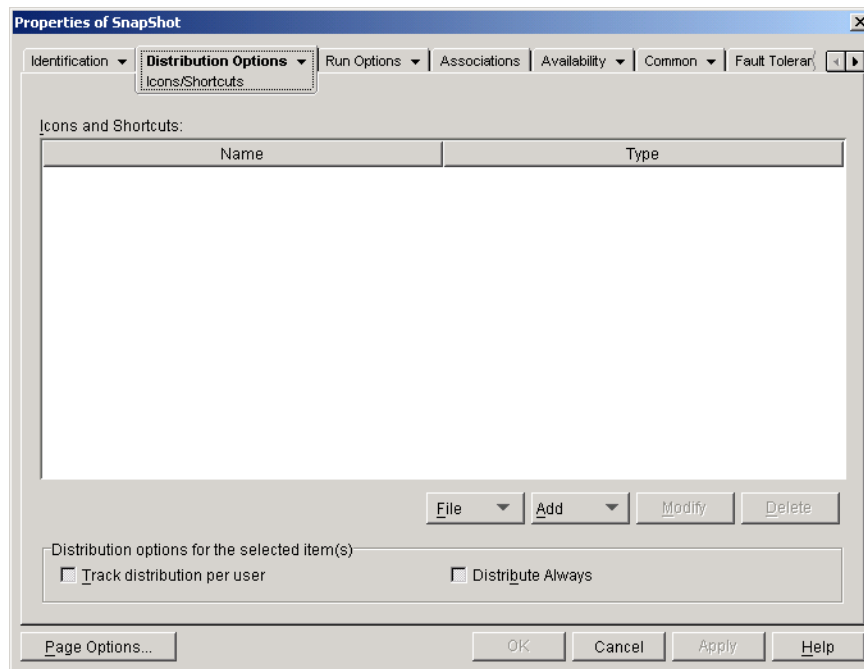 Properties of SnapShot
Identification Distribution Options Run Options Associations Availability Common Fault Toleran
Icons/Shortcuts
Icons and Shortcuts:
Name Type
File Add Modify Delete
Distribution options for the selected item(s)
Track distribution per user Distribute Always
Page Options... OK Cancel Apply Help